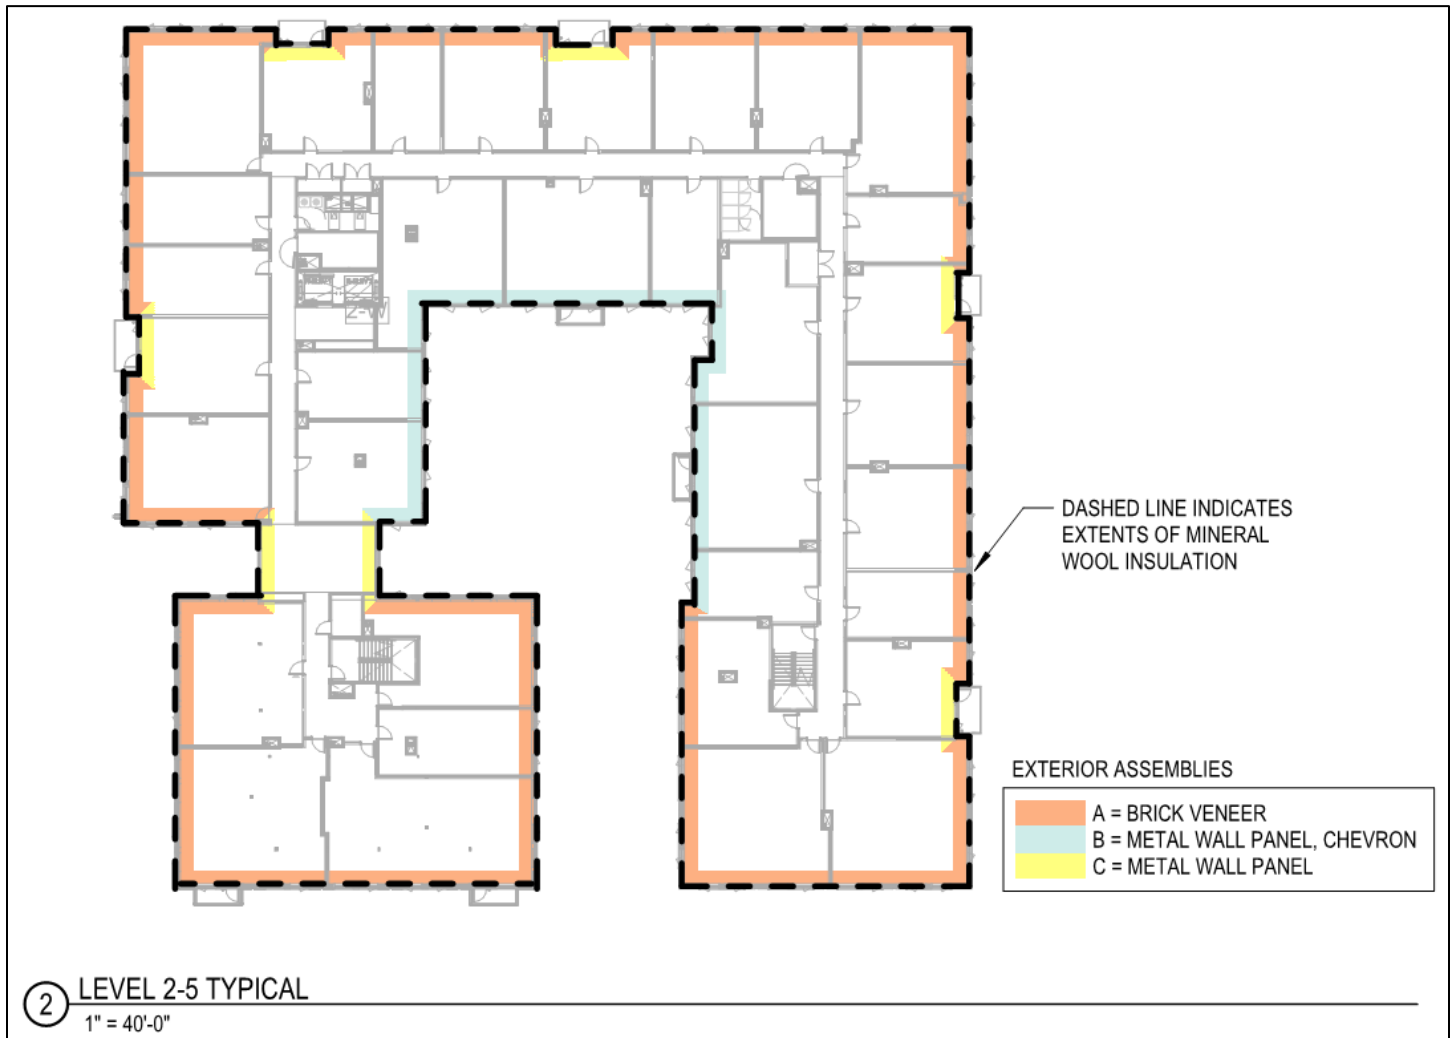 DASHED LINE INDICATES
EXTENTS OF MINERAL
WOOL INSULATION
EXTERIOR ASSEMBLIES
A = BRICK VENEER
B = METAL WALL PANEL, CHEVRON
C = METAL WALL PANEL
2 LEVEL 2-5 TYPICAL
1" = 40'-0"